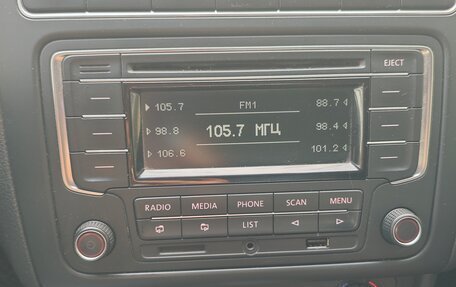 EJECT
105.7 FM1 88.7
98.8 105.7 МГЦ 98.4
106.6 101.2
RADIO MEDIA PHONE SCAN MENU
LIST